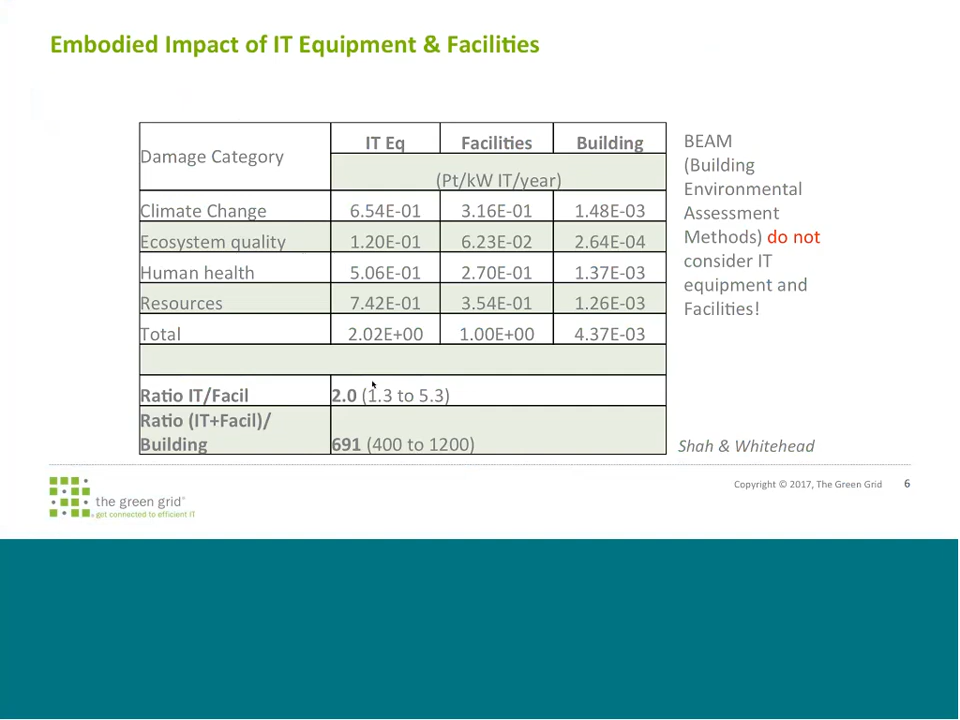 Embodied Impact of IT Equipment & Facilities
Damage Category IT Eq Facilities Building
(Pt/kW IT/year)
Climate Change 6.54E-01 3.16E-01 1.48E-03
Ecosystem quality 1.20E-01 6.23E-02 2.64E-04
Human health 5.06E-01 2.70E-01 1.37E-03
Resources 7.42E-01 3.54E-01 1.26E-03
Total 2.02E+00 1.00E+00 4.37E-03
Ratio IT/Facil 2.0 (1.3 to 5.3)
Ratio (IT+Facil)/
Building 691 (400 to 1200)
BEAM
(Building
Environmental
Assessment
Methods) do not
consider IT
equipment and
Facilities!
Shah & Whitehead
the green grid®
get connected to efficient IT
Copyright © 2017, The Green Grid 6